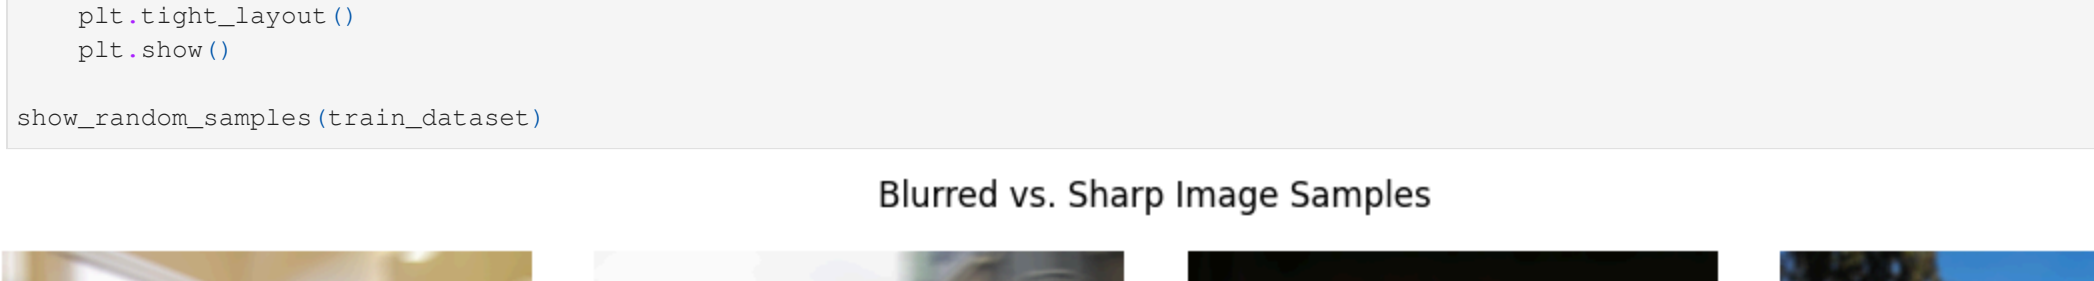 plt.tight_layout()
plt.show()
show_random_samples(train_dataset)
Blurred vs. Sharp Image Samples